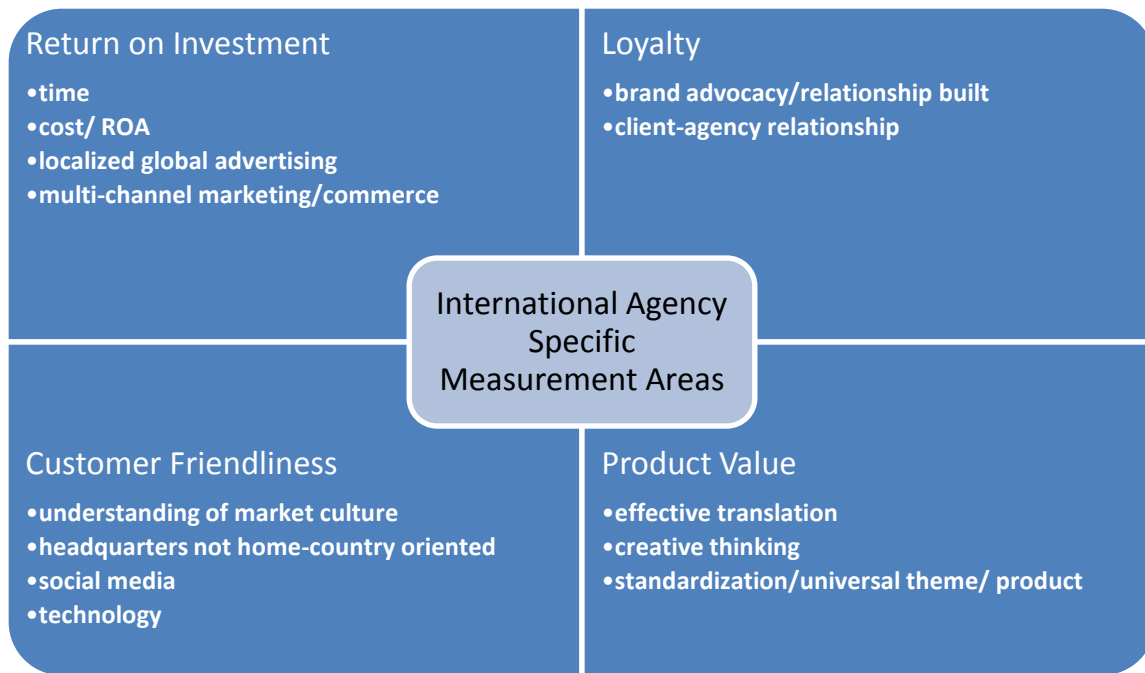 Return on Investment
•time
•cost/ ROA
•localized global advertising
•multi-channel marketing/commerce
Loyalty
•brand advocacy/relationship built
•client-agency relationship
International Agency
Specific
Measurement Areas
Customer Friendliness
•understanding of market culture
•headquarters not home-country oriented
•social media
•technology
Product Value
•effective translation
•creative thinking
•standardization/universal theme/ product